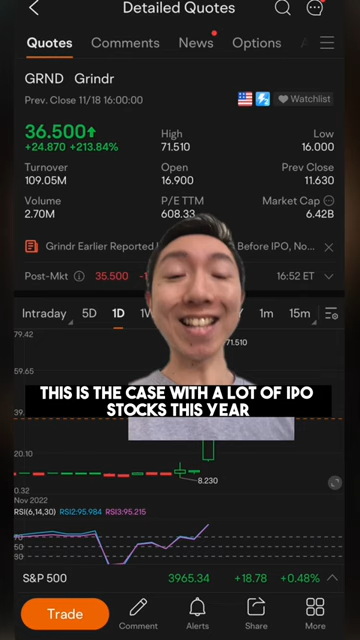 Detailed Quotes
Quotes Comments News Options
GRND Grindr
Prev. Close 11/18 16:00:00
Watchlist
36.500
High
Low
+24.870 +213.84%
71.510
16.000
Turnover
Open
Prev Close
109.05M
16.900
11.630
Volume
P/E TTM
Market Cap
2.70M
608.33
6.42B
Grindr Earlier Reported
Before IPO, No...
Post-Mkt 35.500
16:52 ET
Intraday 5D 1D
1m 15m
79.42
71.510
59.65
THIS IS THE CASE WITH A LOT OF IPO
STOCKS THIS YEAR
20.10
8.230
0.32
Nov 2022
RSI(6,14,30) RSI2:95.984 RSI3:95.215
70
50
30
S&P 500 3965.34 +18.78 +0.48%
Trade
Comment Alerts Share More